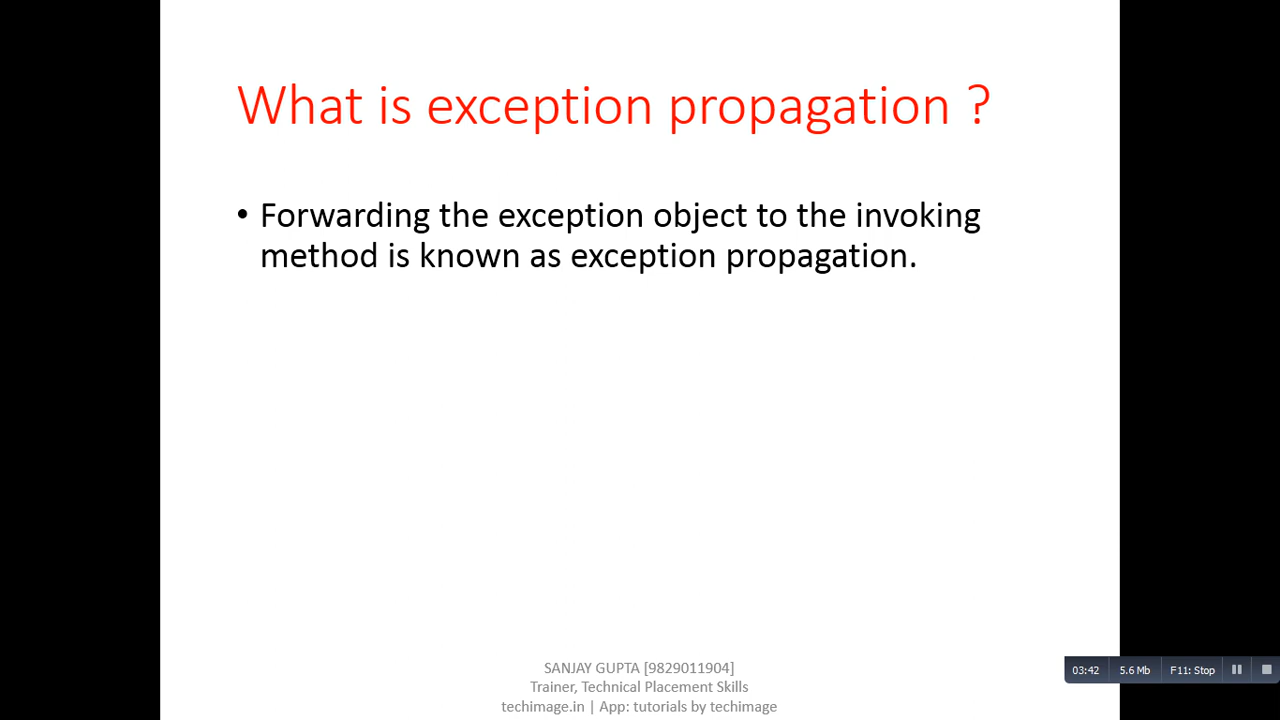 What is exception propagation ?
• Forwarding the exception object to the invoking
method is known as exception propagation.
SANJAY GUPTA [9829011904]
Trainer, Technical Placement Skills
techimage.in | App: tutorials by techimage
03:42 5.6 Mb F11: Stop